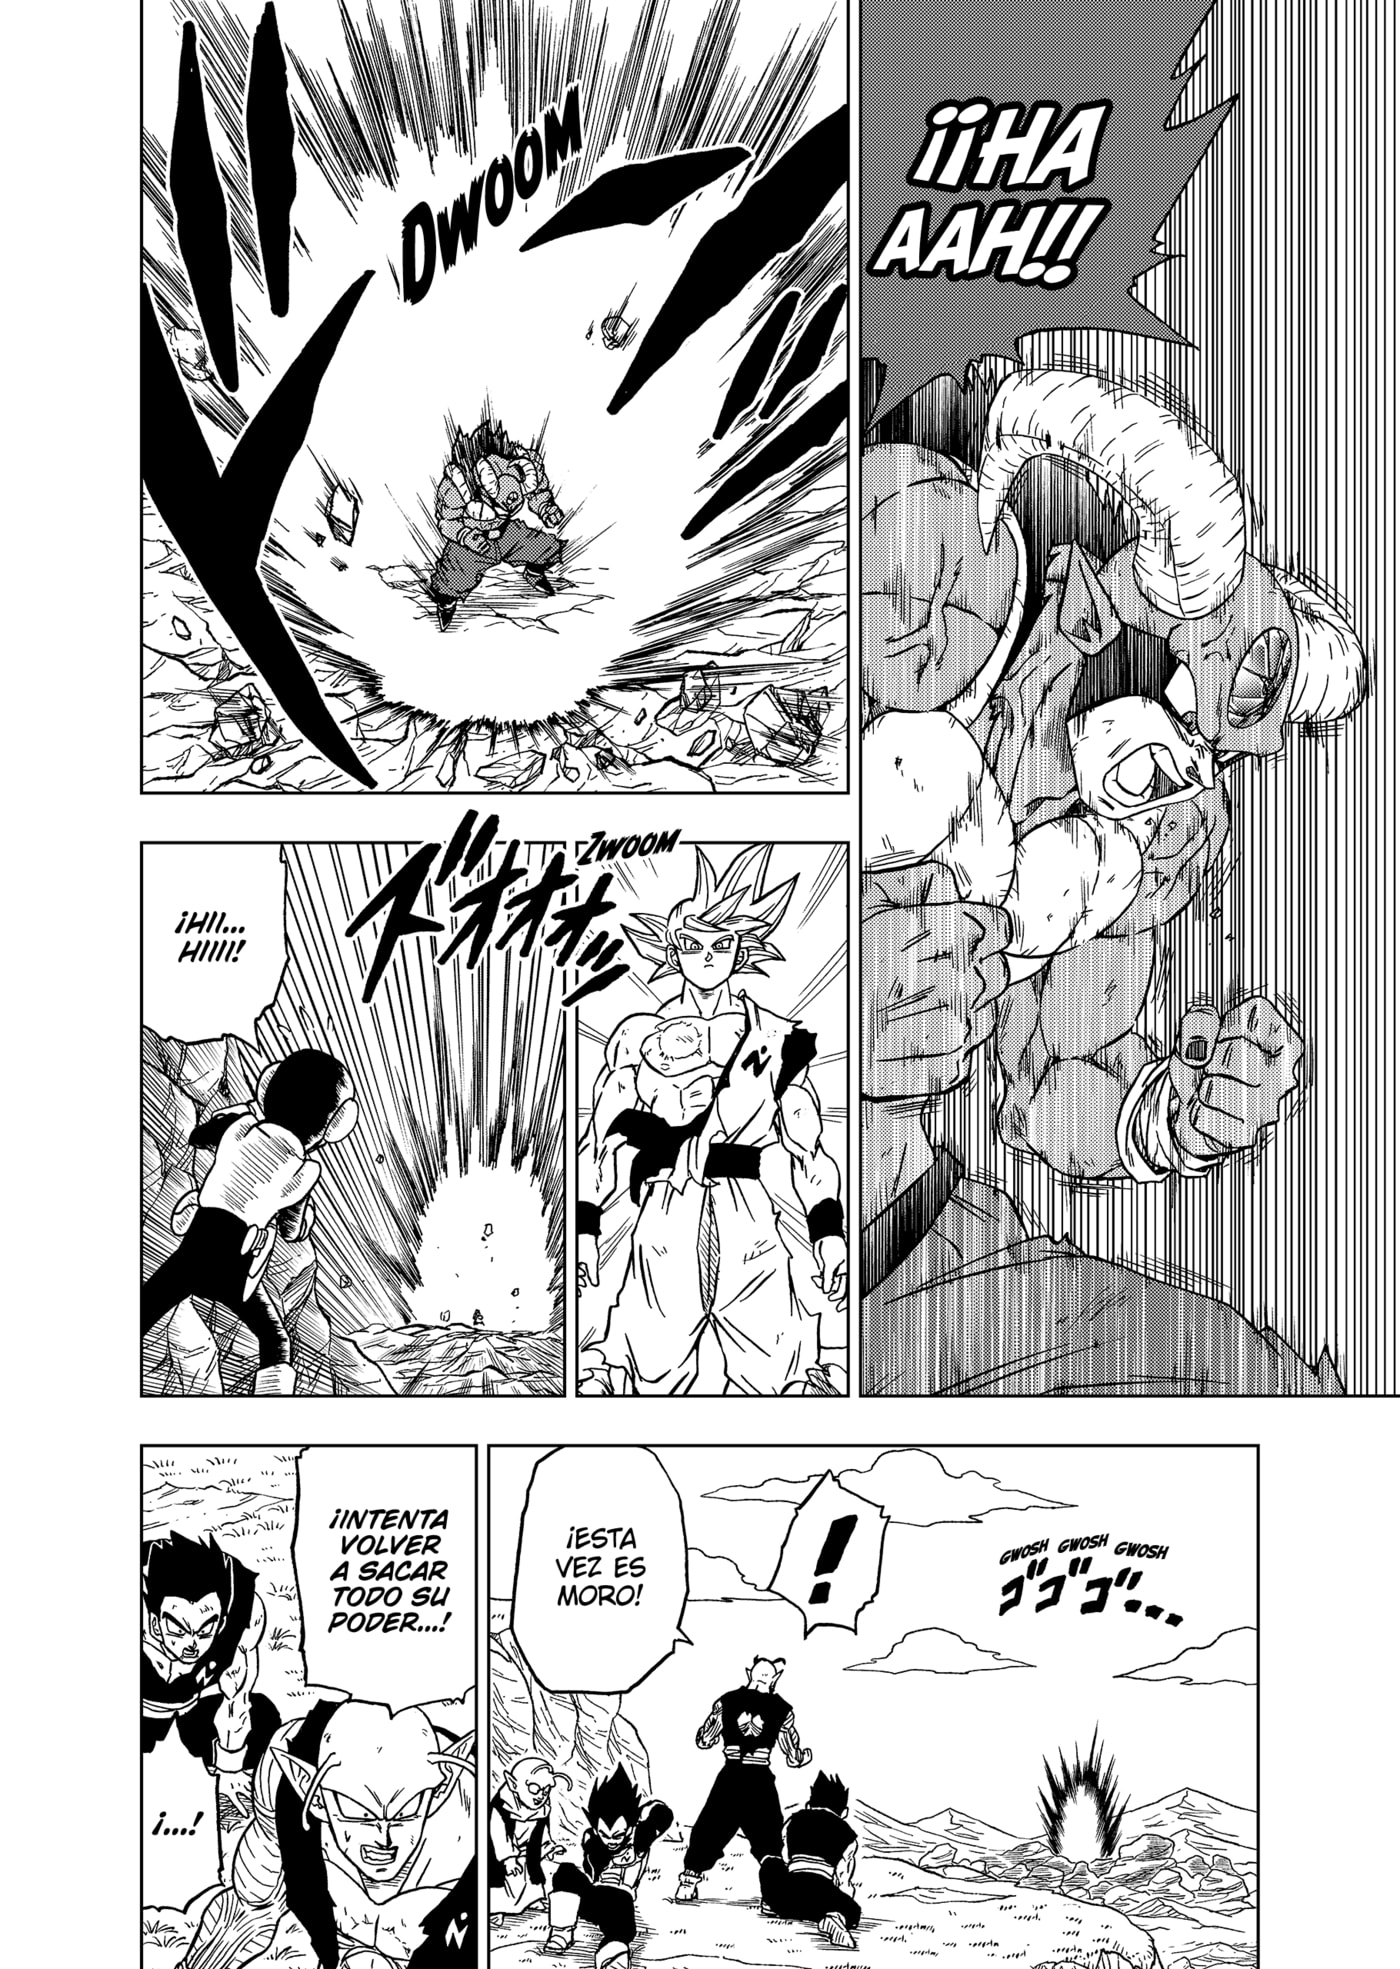 ¡¡HA
AAH!!
DWOOM
ZWOOM
ズオオオッ
¡HII...
HIIII!
GWOSH GWOSH GWOSH
ゴゴゴ...
!
¡ESTA
VEZ ES
MORO!
¡INTENTA
VOLVER
A SACAR
TODO SU
PODER...!
¡...!